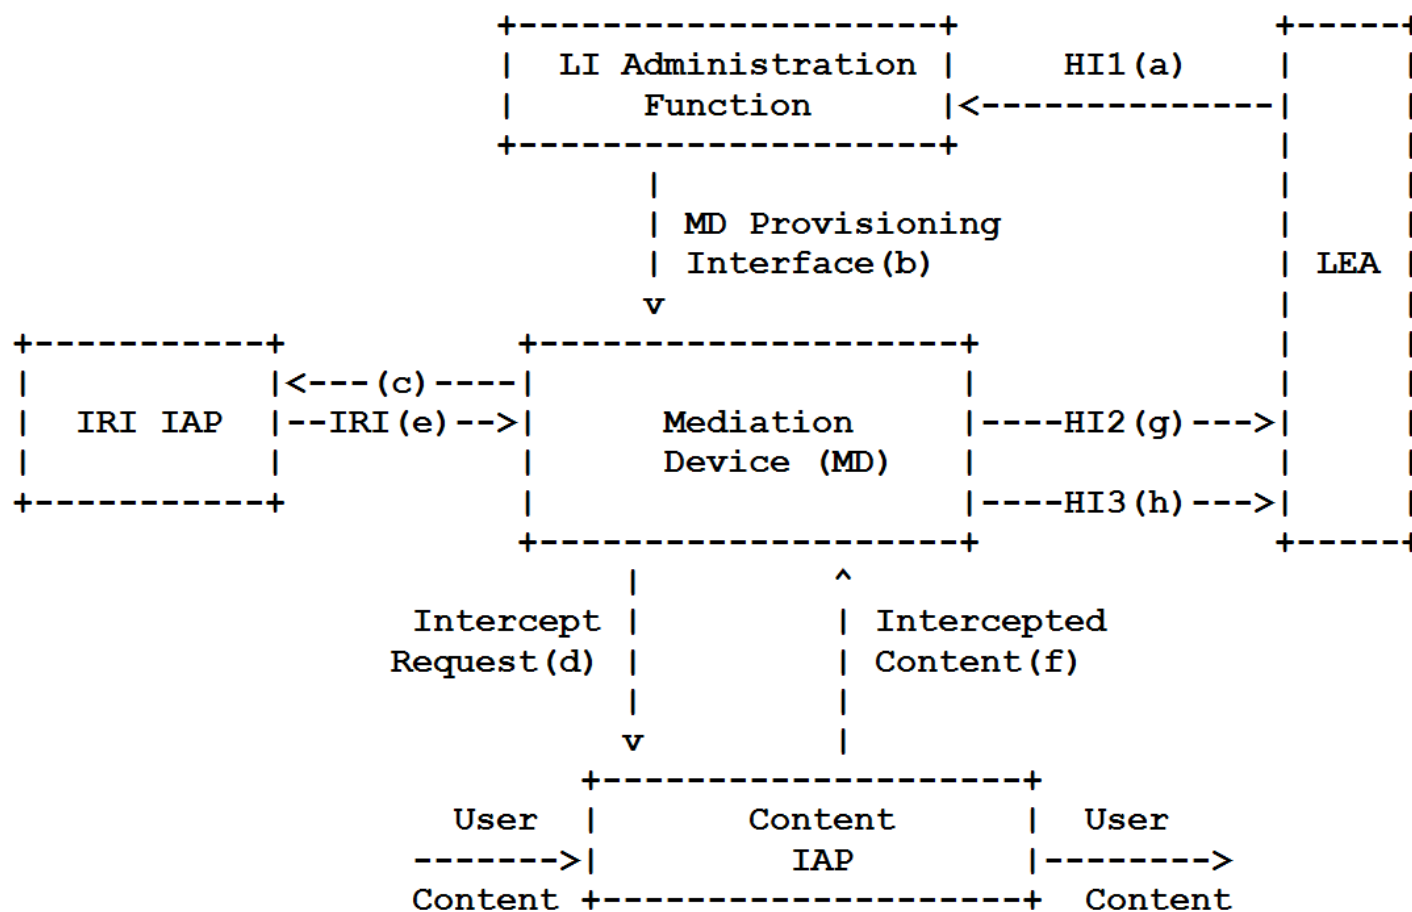 +--------------------+               +-----+
|  LI Administration |     HI1(a)    |     |
|      Function      |<--------------|     |
+--------------------+               |     |
|                             |     |
| MD Provisioning             |     |
| Interface(b)                | LEA |
v                             |     |
+-----------+           +--------------------+              |     |
|           |<---(c)----|                    |              |     |
|  IRI IAP  |--IRI(e)-->|      Mediation     |----HI2(g)--->|     |
|           |           |      Device (MD)   |              |     |
+-----------+           |                    |----HI3(h)--->|     |
+--------------------+              +-----+
|         ^
Intercept |         | Intercepted
Request(d) |         | Content(f)
|         |
v         |
+--------------------+
User  |       Content      |  User
------->|         IAP        |-------->
Content +--------------------+  Content